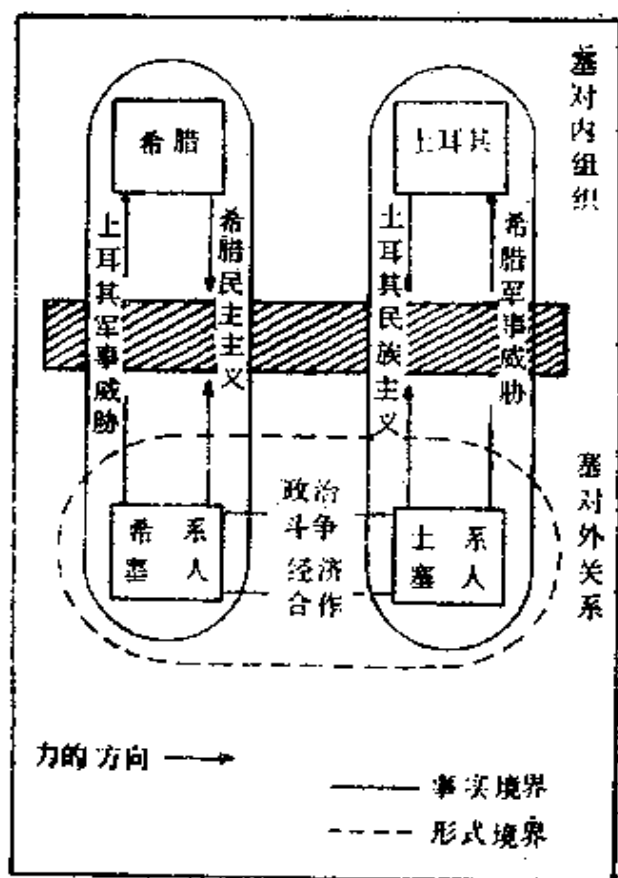 塞对内组织
希腊
土耳其
土耳其军事威胁
希腊民主主义
土耳其民族主义
希腊军事威胁
塞对外关系
政治
斗争
希系
塞人
土系
塞人
经济
合作
力的方向
事实境界
形式境界